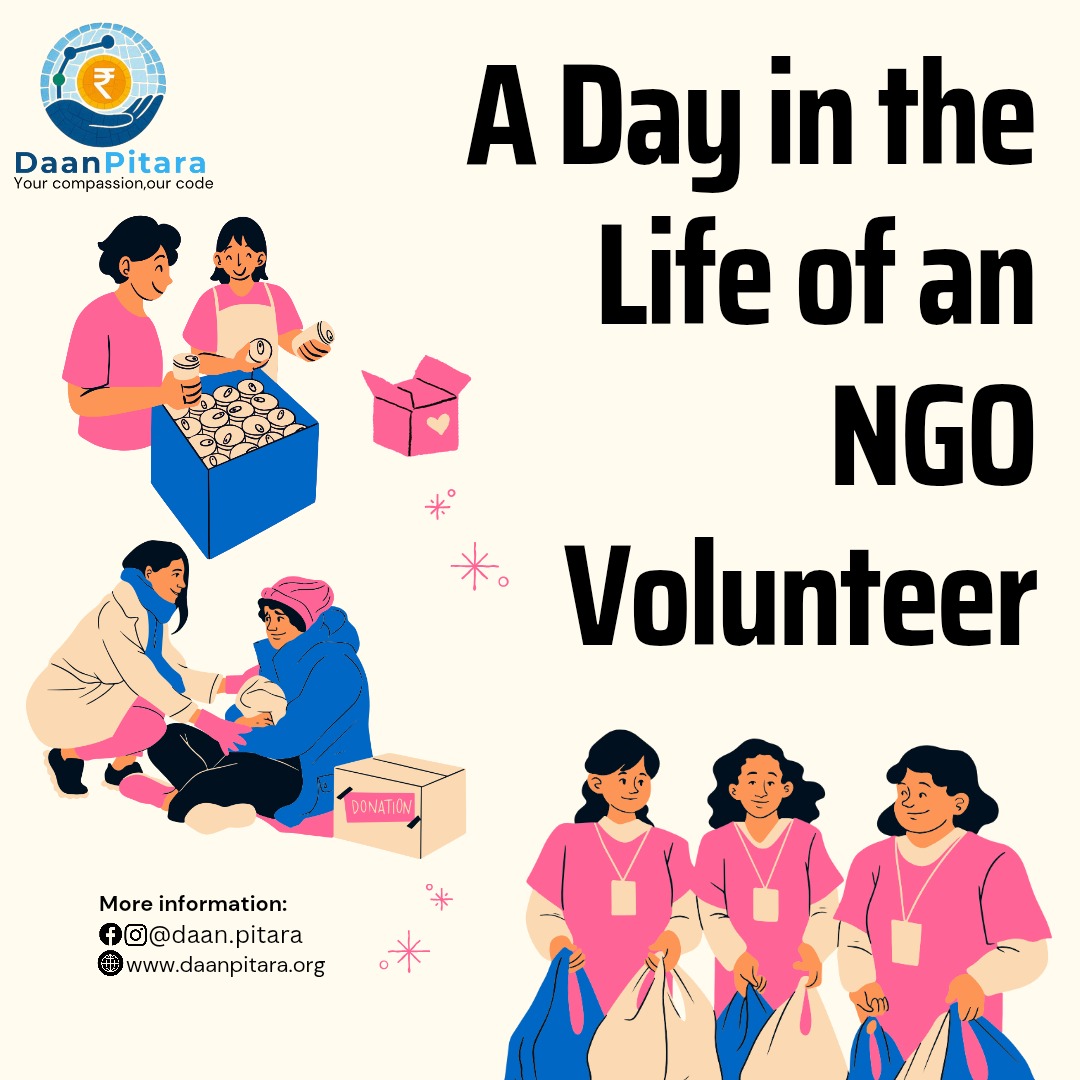 ₹
DaanPitara
Your compassion,our code
A Day in the
Life of an
NGO
Volunteer
DONATION
More information:
@daan.pitara
www.daanpitara.org